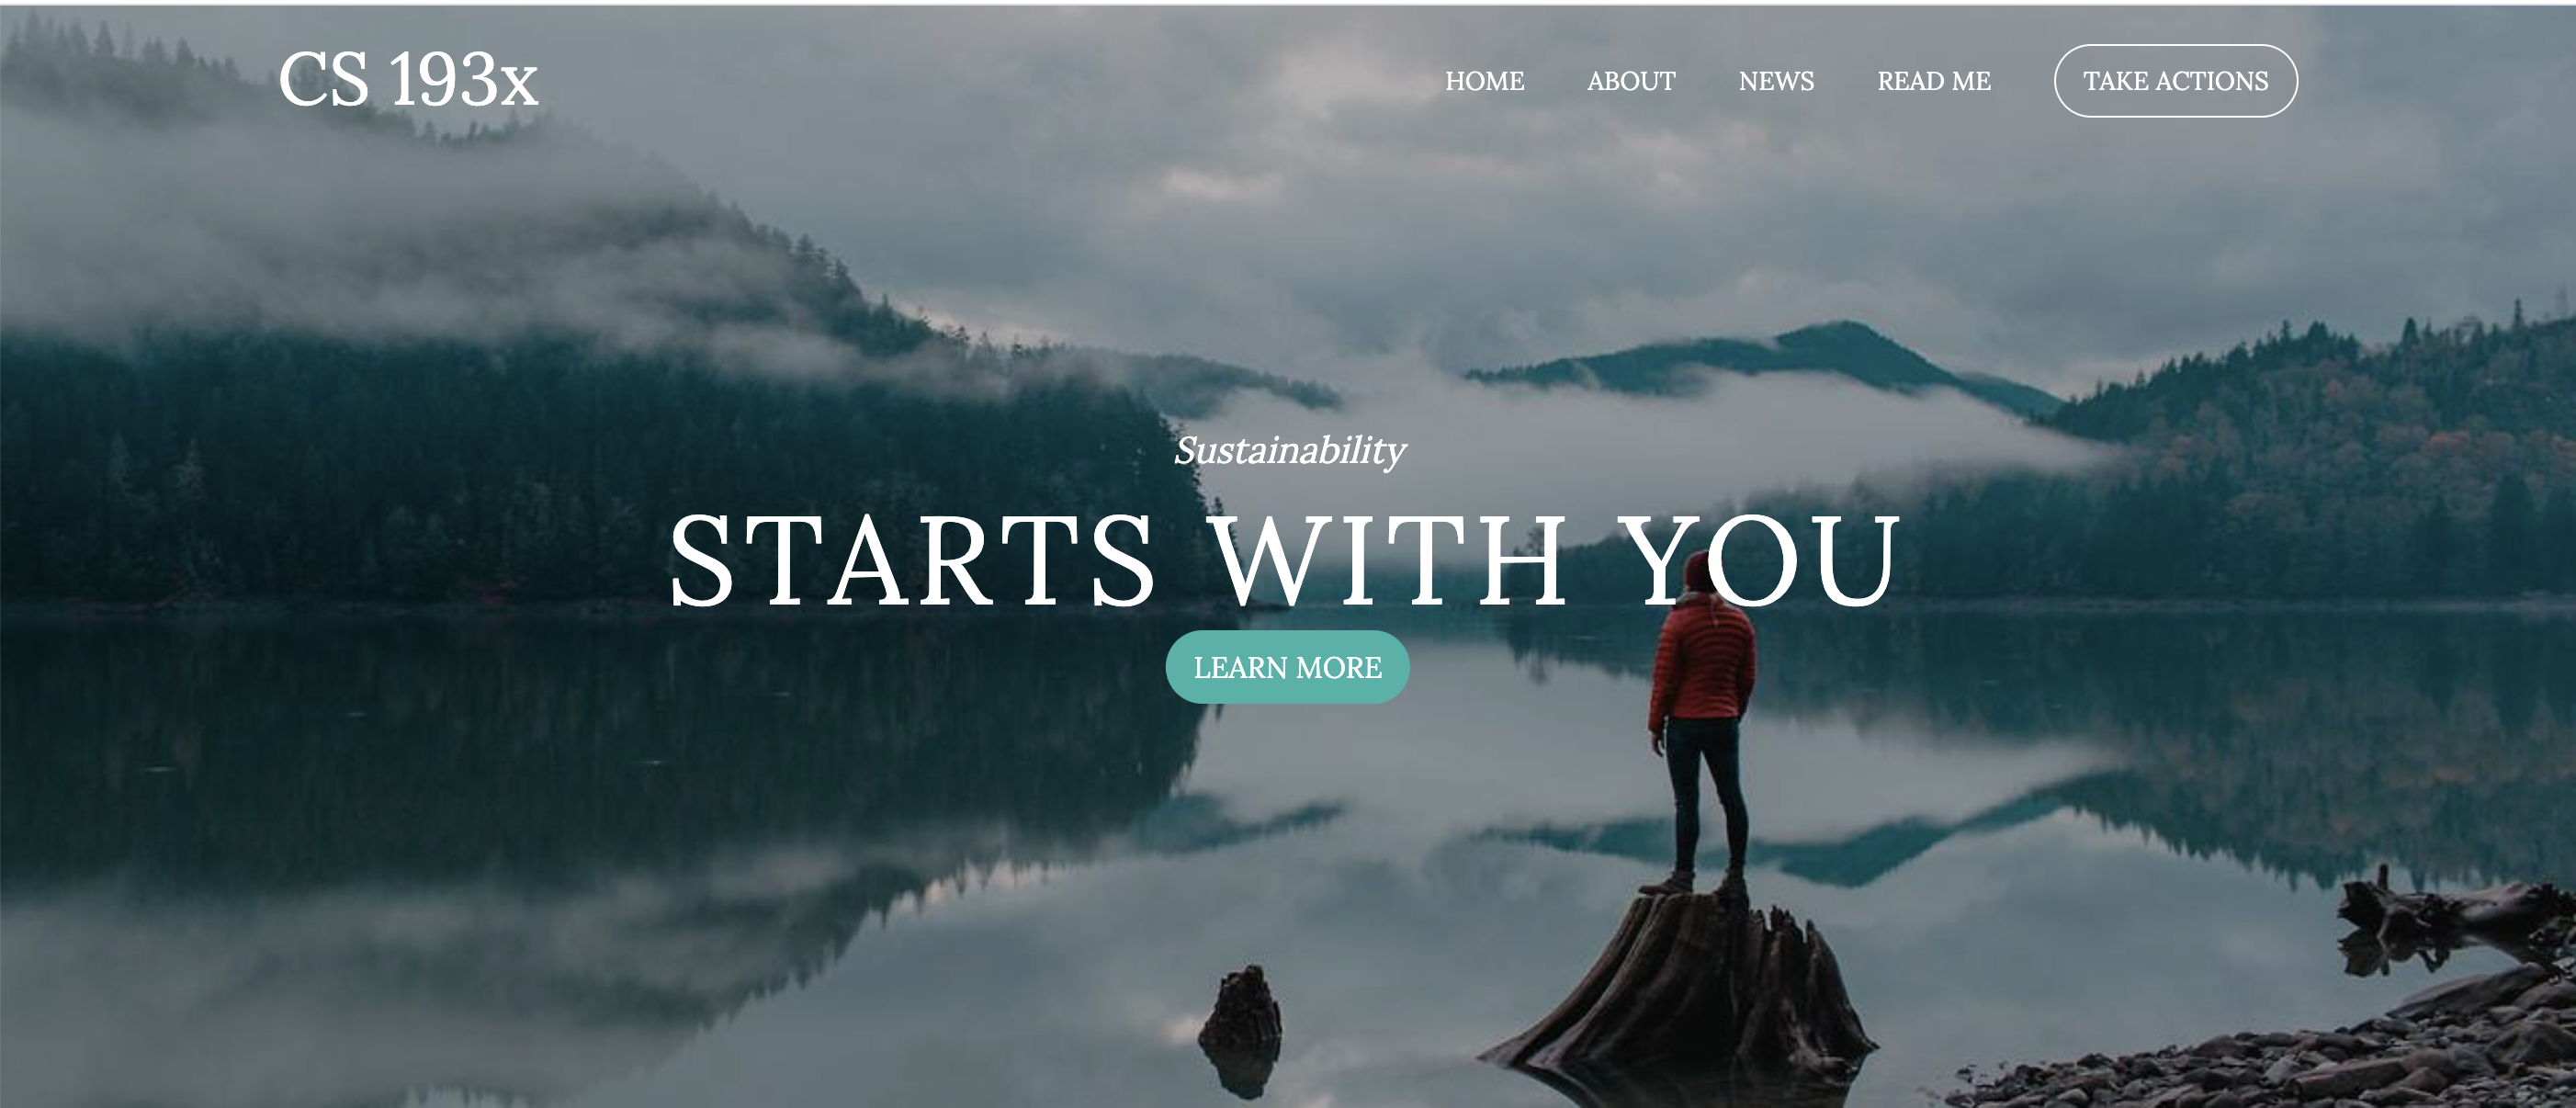 CS 193x
HOME ABOUT NEWS READ ME TAKE ACTIONS
Sustainability
STARTS WITH YOU
LEARN MORE